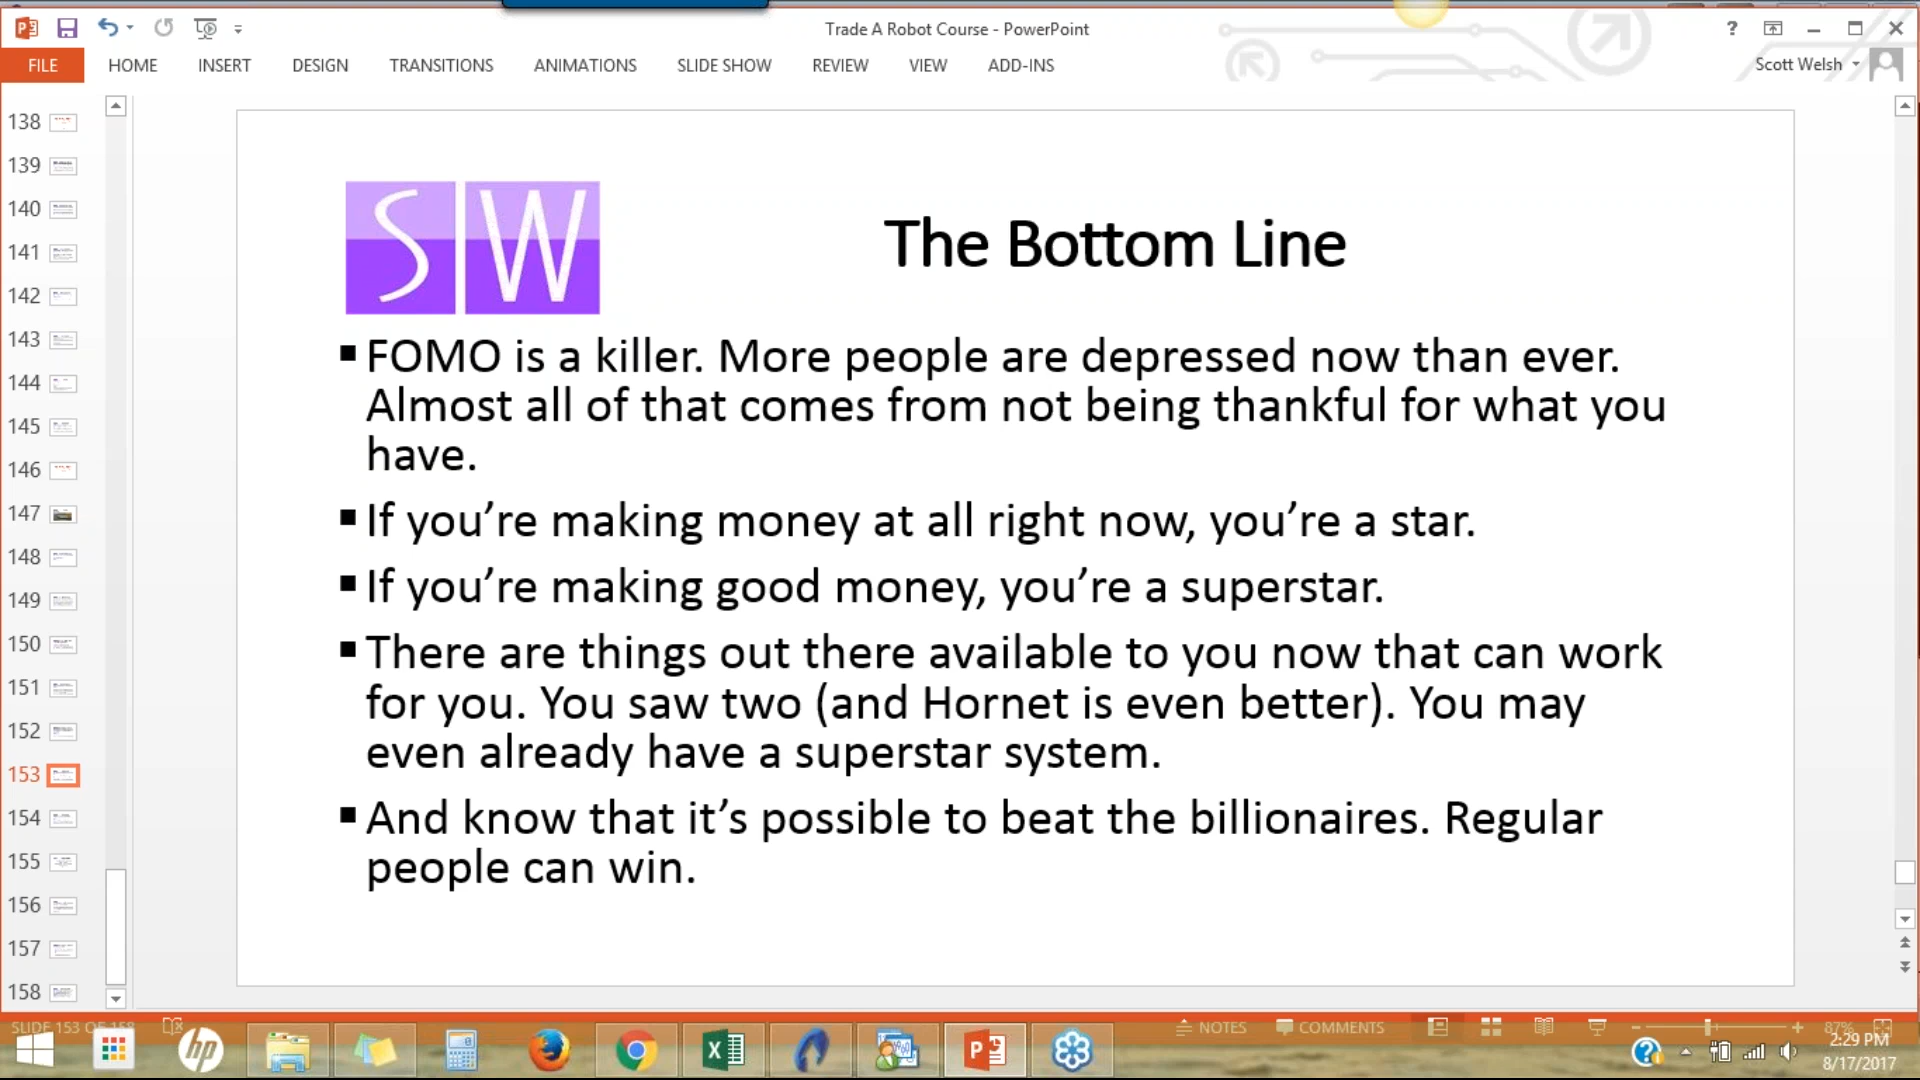 Trade A Robot Course - PowerPoint
?
FILE
HOME
INSERT
DESIGN
TRANSITIONS
ANIMATIONS
SLIDE SHOW
REVIEW
VIEW
ADD-INS
Scott Welsh
138
139
140
141
142
143
144
145
146
147
148
149
150
151
152
153
154
155
156
157
158
SW
The Bottom Line
▪ FOMO is a killer. More people are depressed now than ever.
Almost all of that comes from not being thankful for what you
have.
▪ If you’re making money at all right now, you’re a star.
▪ If you’re making good money, you’re a superstar.
▪ There are things out there available to you now that can work
for you. You saw two (and Hornet is even better). You may
even already have a superstar system.
▪ And know that it’s possible to beat the billionaires. Regular
people can win.
SLIDE 153 OF 158
NOTES
COMMENTS
87%
hp
2:29 PM
8/17/2017